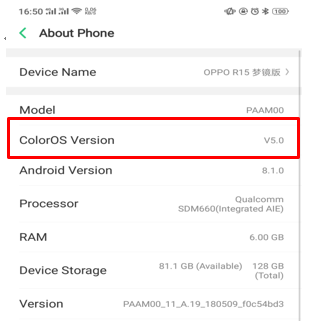 16:50
About Phone
Device Name OPPO R15 梦镜版
Model PAAM00
ColorOS Version V5.0
Android Version 8.1.0
Processor Qualcomm
SDM660(Integrated AIE)
RAM 6.00 GB
Device Storage 81.1 GB (Available) 128 GB
(Total)
Version PAAM00_11_A.19_180509_f0c54bd3